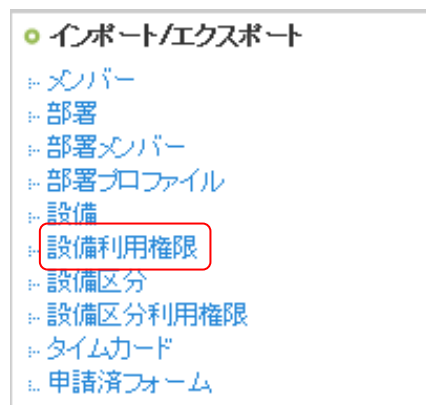 インポート/エクスポート
メンバー
部署
部署メンバー
部署プロファイル
設備
設備利用権限
設備区分
設備区分利用権限
タイムカード
申請済フォーム